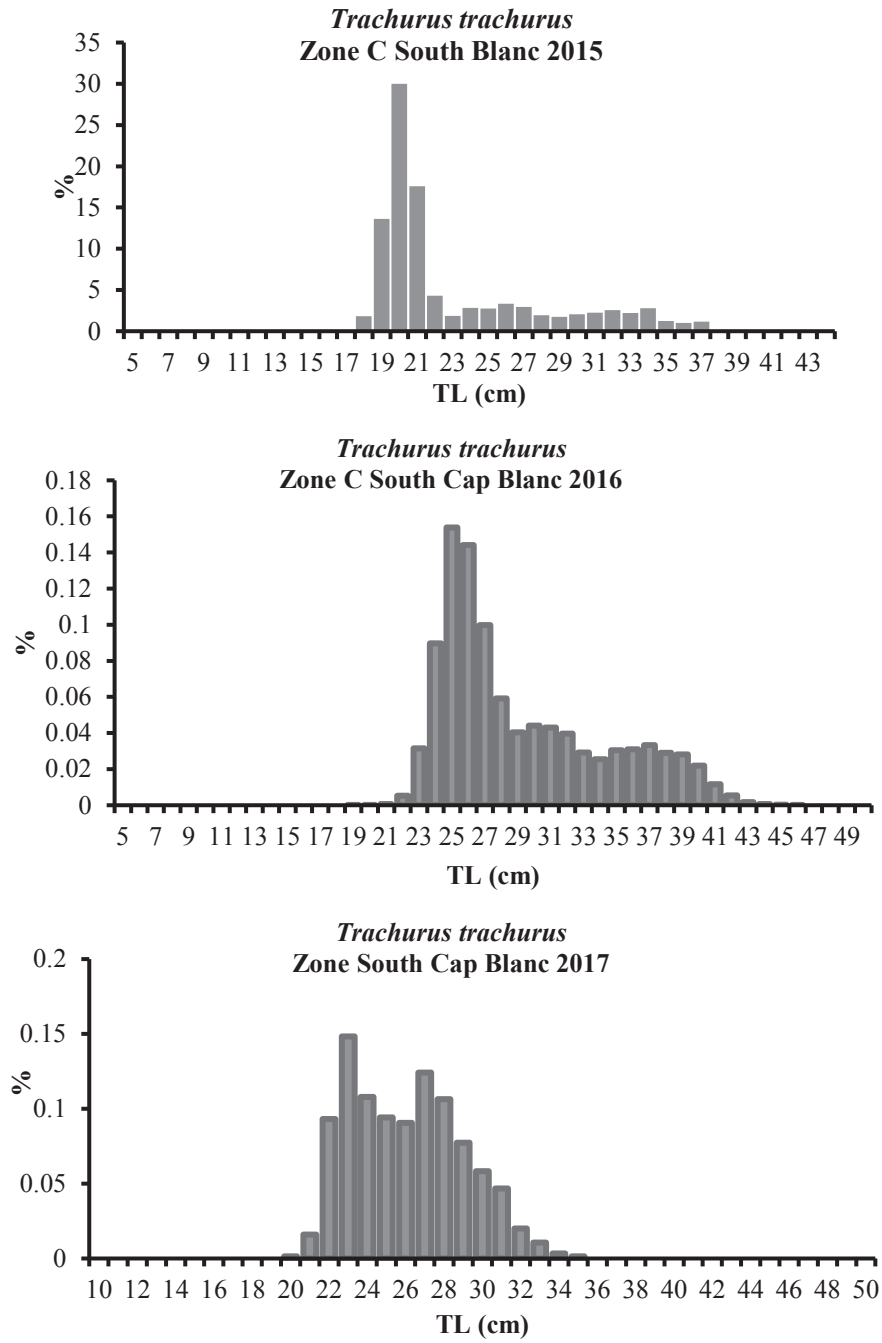 Trachurus trachurus
Zone C South Blanc 2015
35
30
25
20
15
10
5
0
%
5 7 9 11 13 15 17 19 21 23 25 27 29 31 33 35 37 39 41 43
TL (cm)
Trachurus trachurus
Zone C South Cap Blanc 2016
0.18
0.16
0.14
0.12
0.1
0.08
0.06
0.04
0.02
0
%
5 7 9 11 13 15 17 19 21 23 25 27 29 31 33 35 37 39 41 43 45 47 49
TL (cm)
Trachurus trachurus
Zone South Cap Blanc 2017
0.2
0.15
0.1
0.05
0
%
10 12 14 16 18 20 22 24 26 28 30 32 34 36 38 40 42 44 46 48 50
TL (cm)